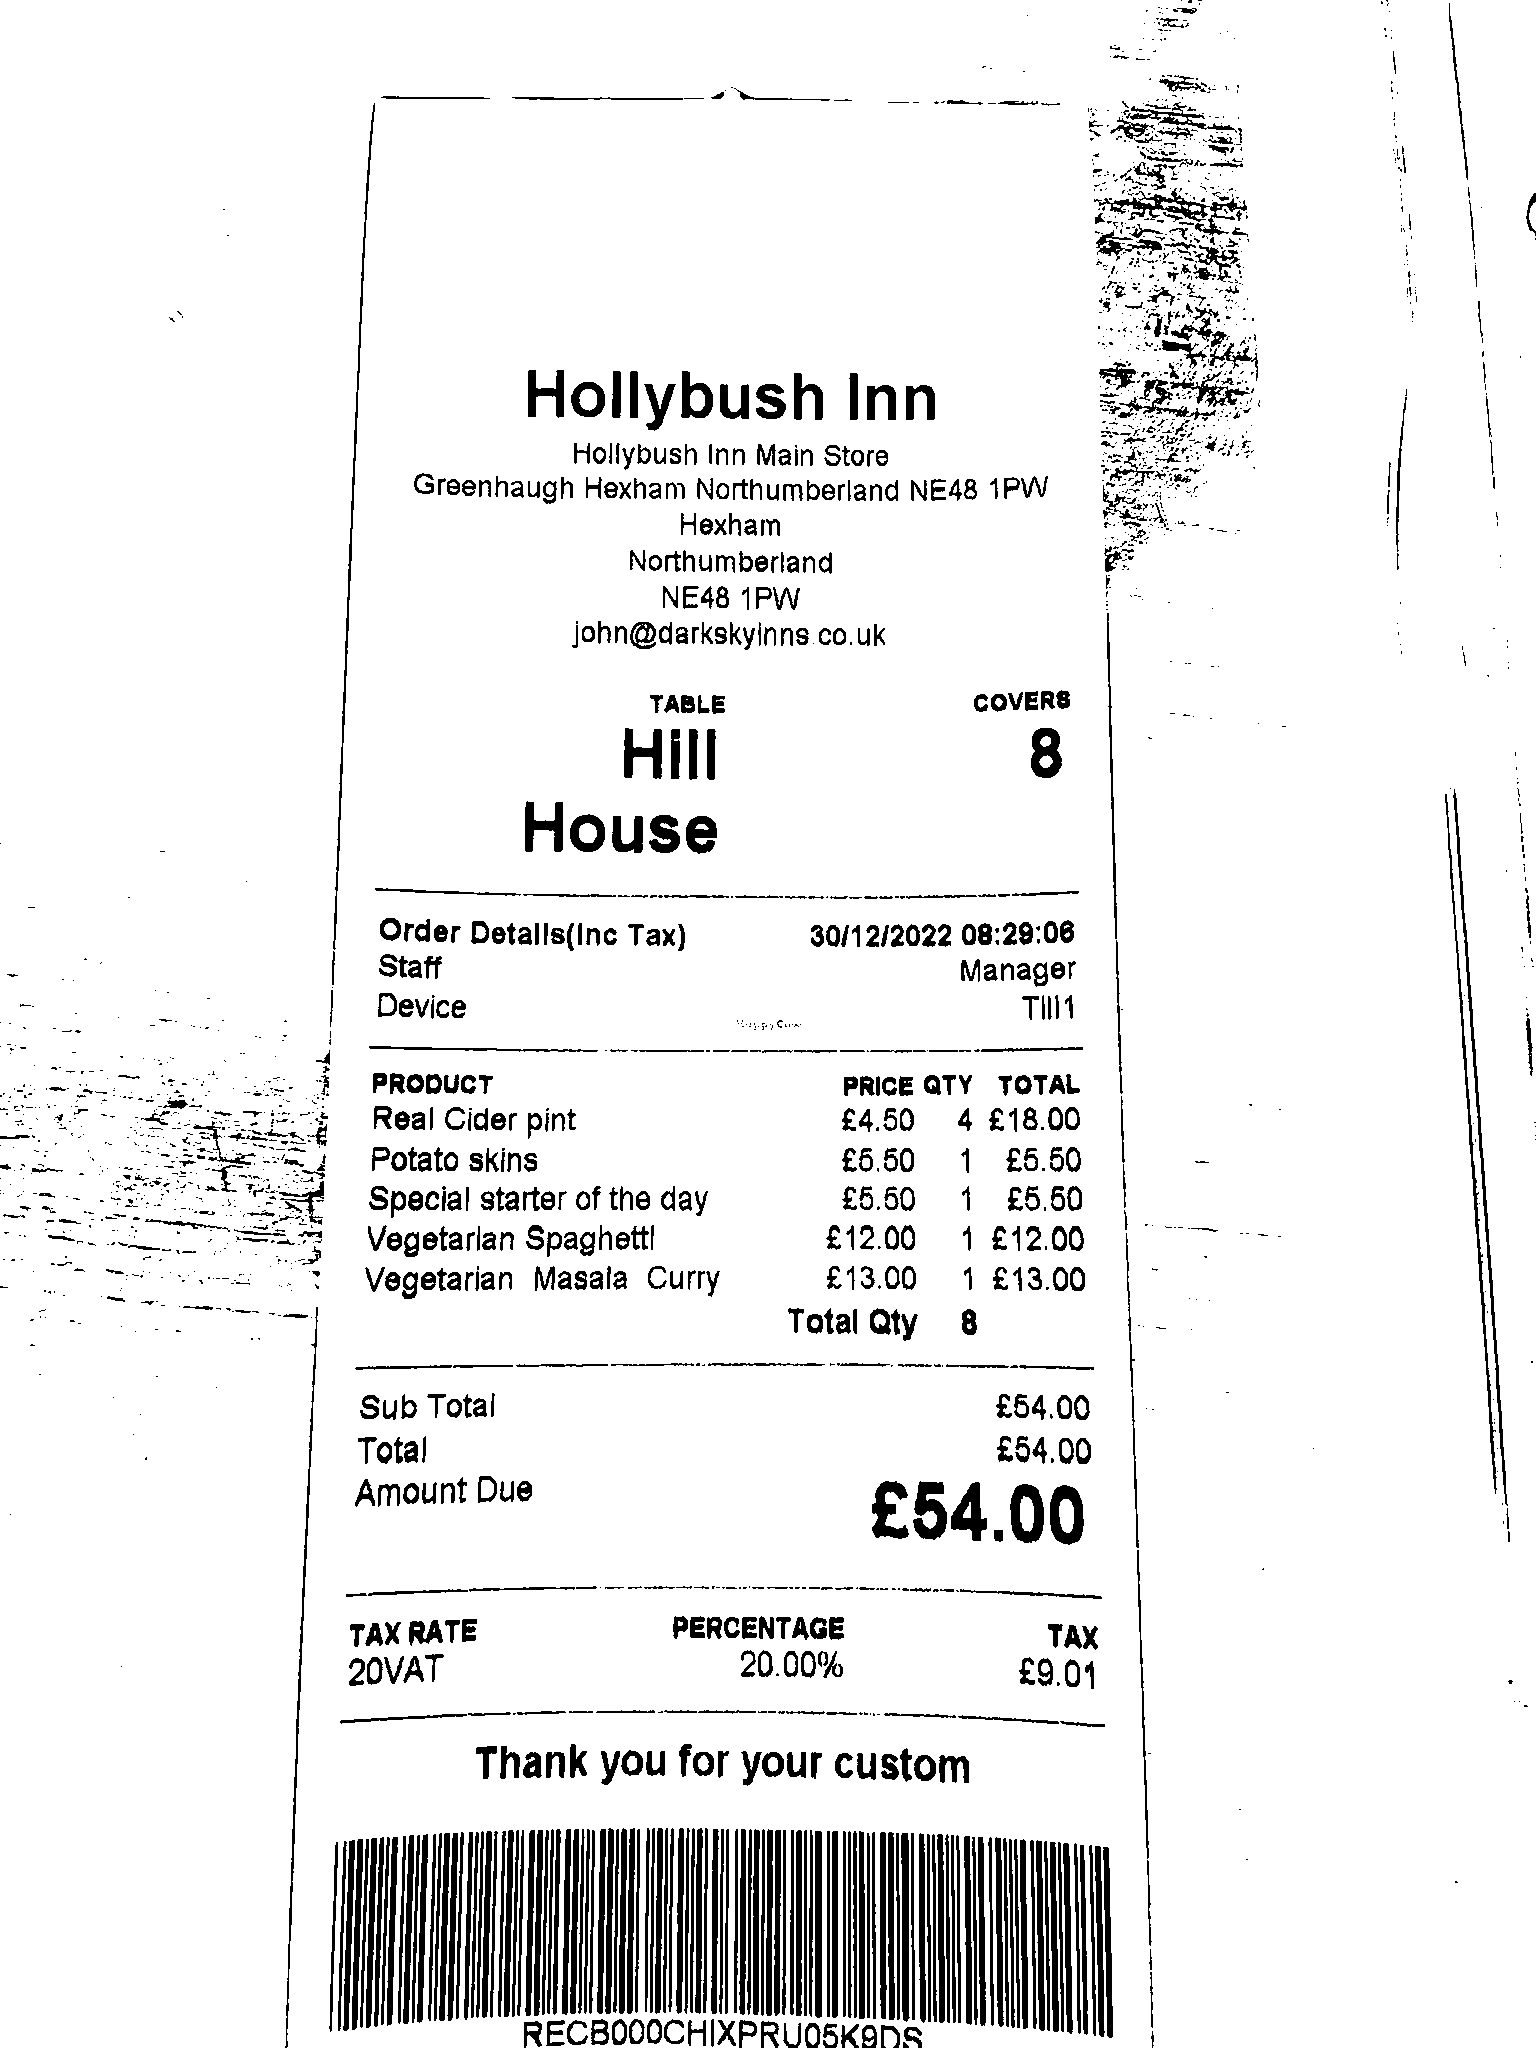 Hollybush Inn
Hollybush Inn Main Store
Greenhaugh Hexham Northumberland NE48 1PW
Hexham
Northumberland
NE48 1PW
john@darkskyinns.co.uk
TABLE COVERS
Hill 8
House
Order Details(Inc Tax) 30/12/2022 08:29:06
Staff Manager
Device Till1
HappyCow
PRODUCT PRICE QTY TOTAL
Real Cider pint £4.50 4 £18.00
Potato skins £5.50 1 £5.50
Special starter of the day £5.50 1 £5.50
Vegetarian Spaghetti £12.00 1 £12.00
Vegetarian Masala Curry £13.00 1 £13.00
Total Qty 8
Sub Total £54.00
Total £54.00
Amount Due £54.00
TAX RATE PERCENTAGE TAX
20VAT 20.00% £9.01
Thank you for your custom
RECB000CHIXPRU05K9DS